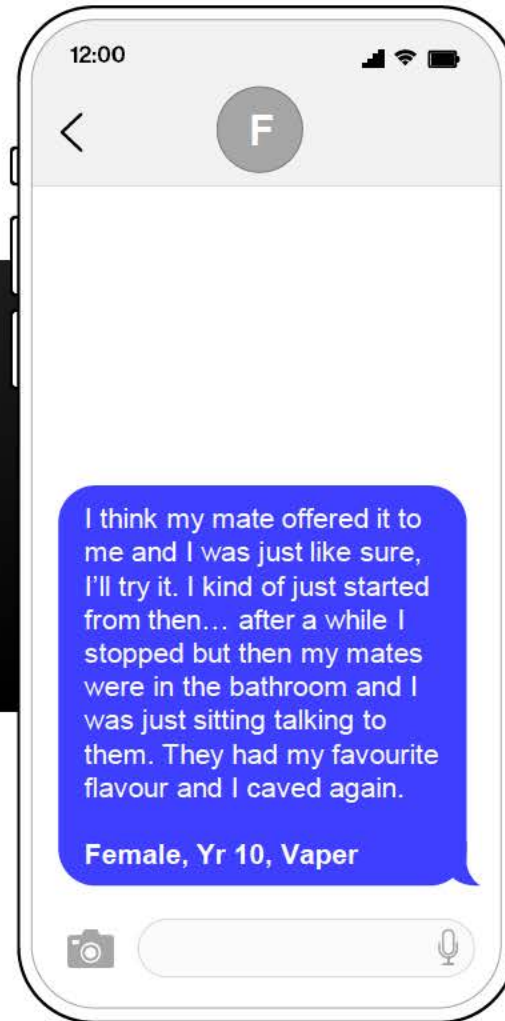 12:00
F
I think my mate offered it to
me and I was just like sure,
I'll try it. I kind of just started
from then… after a while I
stopped but then my mates
were in the bathroom and I
was just sitting talking to
them. They had my favourite
flavour and I caved again.
Female, Yr 10, Vaper